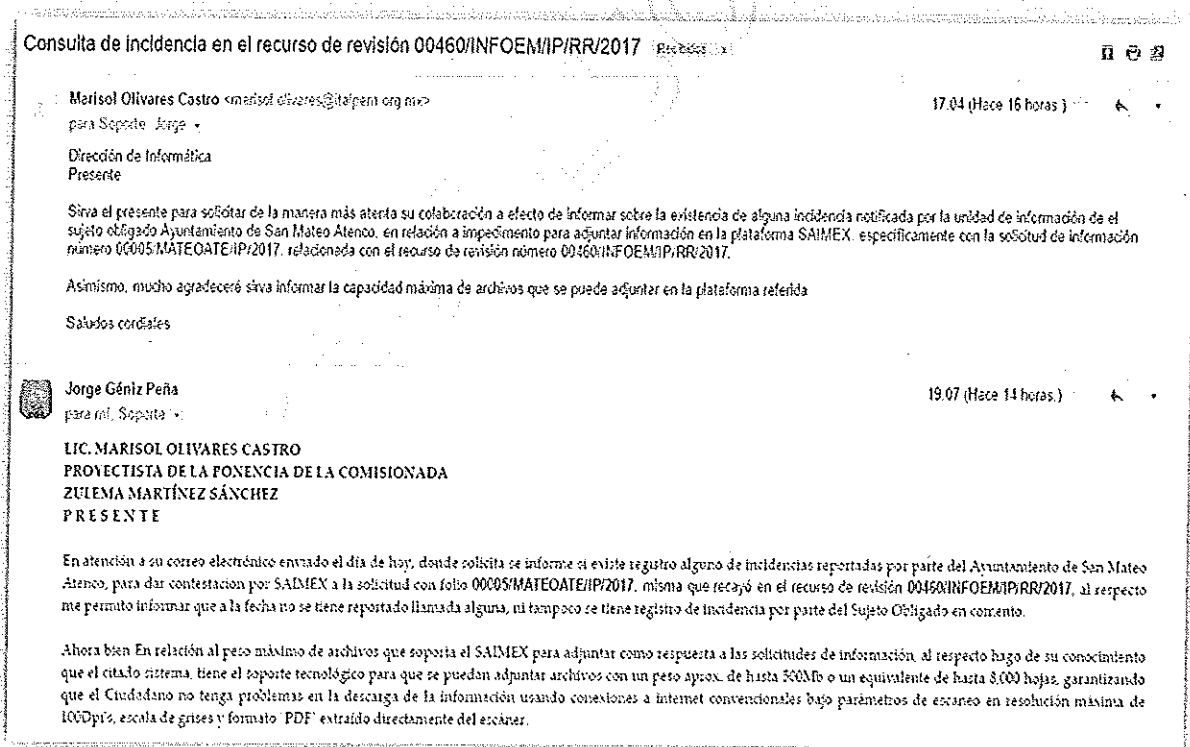 Consulta de incidencia en el recurso de revisión 00460/INFOEM/IP/RR/2017
Marisol Olivares Castro
17:04 (Hace 16 horas)
para Soporte, Jorge
Dirección de Informática
Presente
Sirva el presente para solicitar de la manera más atenta su colaboración a efecto de informar sobre la existencia de alguna incidencia notificada por la unidad de información de el
sujeto obligado Ayuntamiento de San Mateo Atenco, en relación a impedimento para adjuntar información en la plataforma SAIMEX, específicamente con la solicitud de información
número 00005/MATEOATE/IP/2017, relacionada con el recurso de revisión número 00460/INFOEM/IP/RR/2017.
Asimismo, mucho agradeceré sirva informar la capacidad máxima de archivos que se puede adjuntar en la plataforma referida
Saludos cordiales
Jorge Géniz Peña
19:07 (Hace 14 horas)
para mí, Soporte
LIC. MARISOL OLIVARES CASTRO
PROYECTISTA DE LA PONENCIA DE LA COMISIONADA
ZULEMA MARTÍNEZ SÁNCHEZ
P R E S E N T E
En atención a su correo electrónico enviado el día de hoy, donde solicita se informe si existe registro alguno de incidencias reportadas por parte del Ayuntamiento de San Mateo
Atenco, para dar contestación por SAIMEX a la solicitud con folio 00005/MATEOATE/IP/2017, misma que recayó en el recurso de revisión 00460/INFOEM/IP/RR/2017, al respecto
me permito informar que a la fecha no se tiene reportado llamada alguna, ni tampoco se tiene registro de incidencia por parte del Sujeto Obligado en comento.
Ahora bien En relación al peso máximo de archivos que soporta el SAIMEX para adjuntar como respuesta a las solicitudes de información, al respecto hago de su conocimiento
que el citado sistema, tiene el soporte tecnológico para que se puedan adjuntar archivos con un peso aprox. de hasta 500Mb o un equivalente de hasta 8,000 hojas, garantizando
que el Ciudadano no tenga problemas en la descarga de la información usando conexiones a internet convencionales bajo parámetros de escaneo en resolución máxima de
100Dpi's, escala de grises y formato "PDF" extraído directamente del escáner.